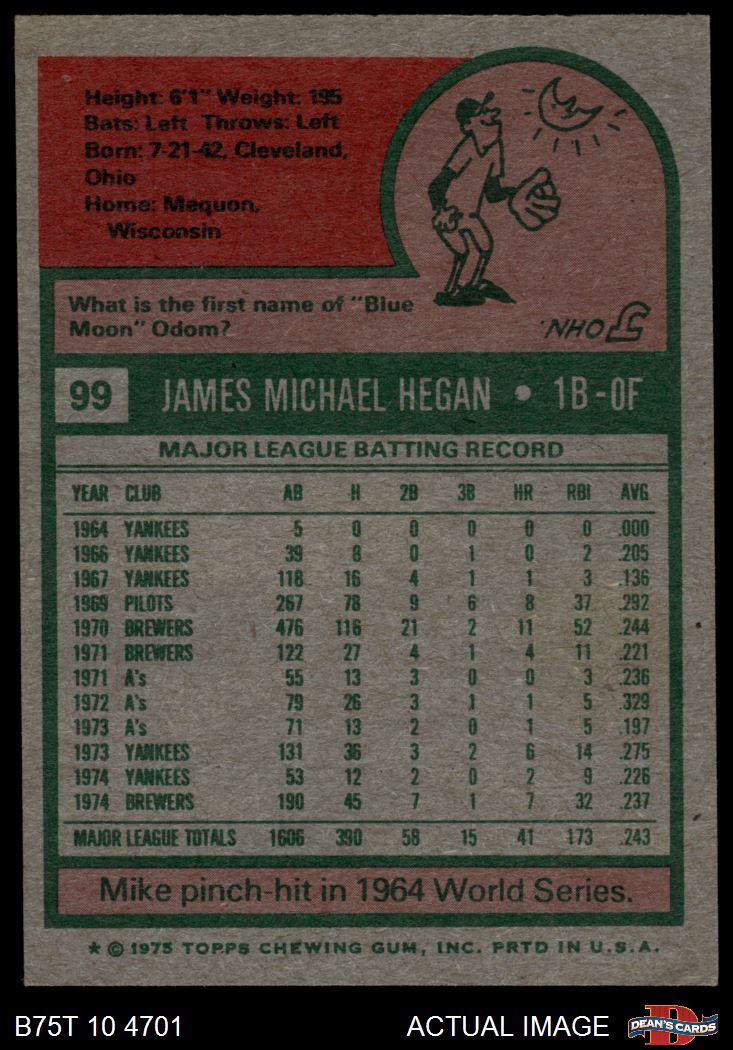 Height: 6'1" Weight: 195
Bats: Left Throws: Left
Born: 7-21-42, Cleveland,
Ohio
Home: Mequon,
Wisconsin
What is the first name of "Blue
Moon" Odom?
JOHN.
99 JAMES MICHAEL HEGAN • 1B-OF
MAJOR LEAGUE BATTING RECORD
YEAR CLUB AB H 2B 3B HR RBI AVG
1964 YANKEES 5 0 0 0 0 0 .000
1966 YANKEES 39 8 0 1 0 2 .205
1967 YANKEES 118 16 4 1 1 3 .136
1969 PILOTS 267 78 9 6 8 37 .292
1970 BREWERS 476 116 21 2 11 52 .244
1971 BREWERS 122 27 4 1 4 11 .221
1971 A's 55 13 3 0 0 3 .236
1972 A's 79 26 3 1 1 5 .329
1973 A's 71 13 2 0 1 5 .197
1973 YANKEES 131 36 3 2 6 14 .275
1974 YANKEES 53 12 2 0 2 9 .226
1974 BREWERS 190 45 7 1 7 32 .237
MAJOR LEAGUE TOTALS 1606 390 58 15 41 173 .243
Mike pinch-hit in 1964 World Series.
* © 1975 TOPPS CHEWING GUM, INC. PRTD IN U.S.A.
B75T 10 4701 ACTUAL IMAGE DEAN'S CARDS